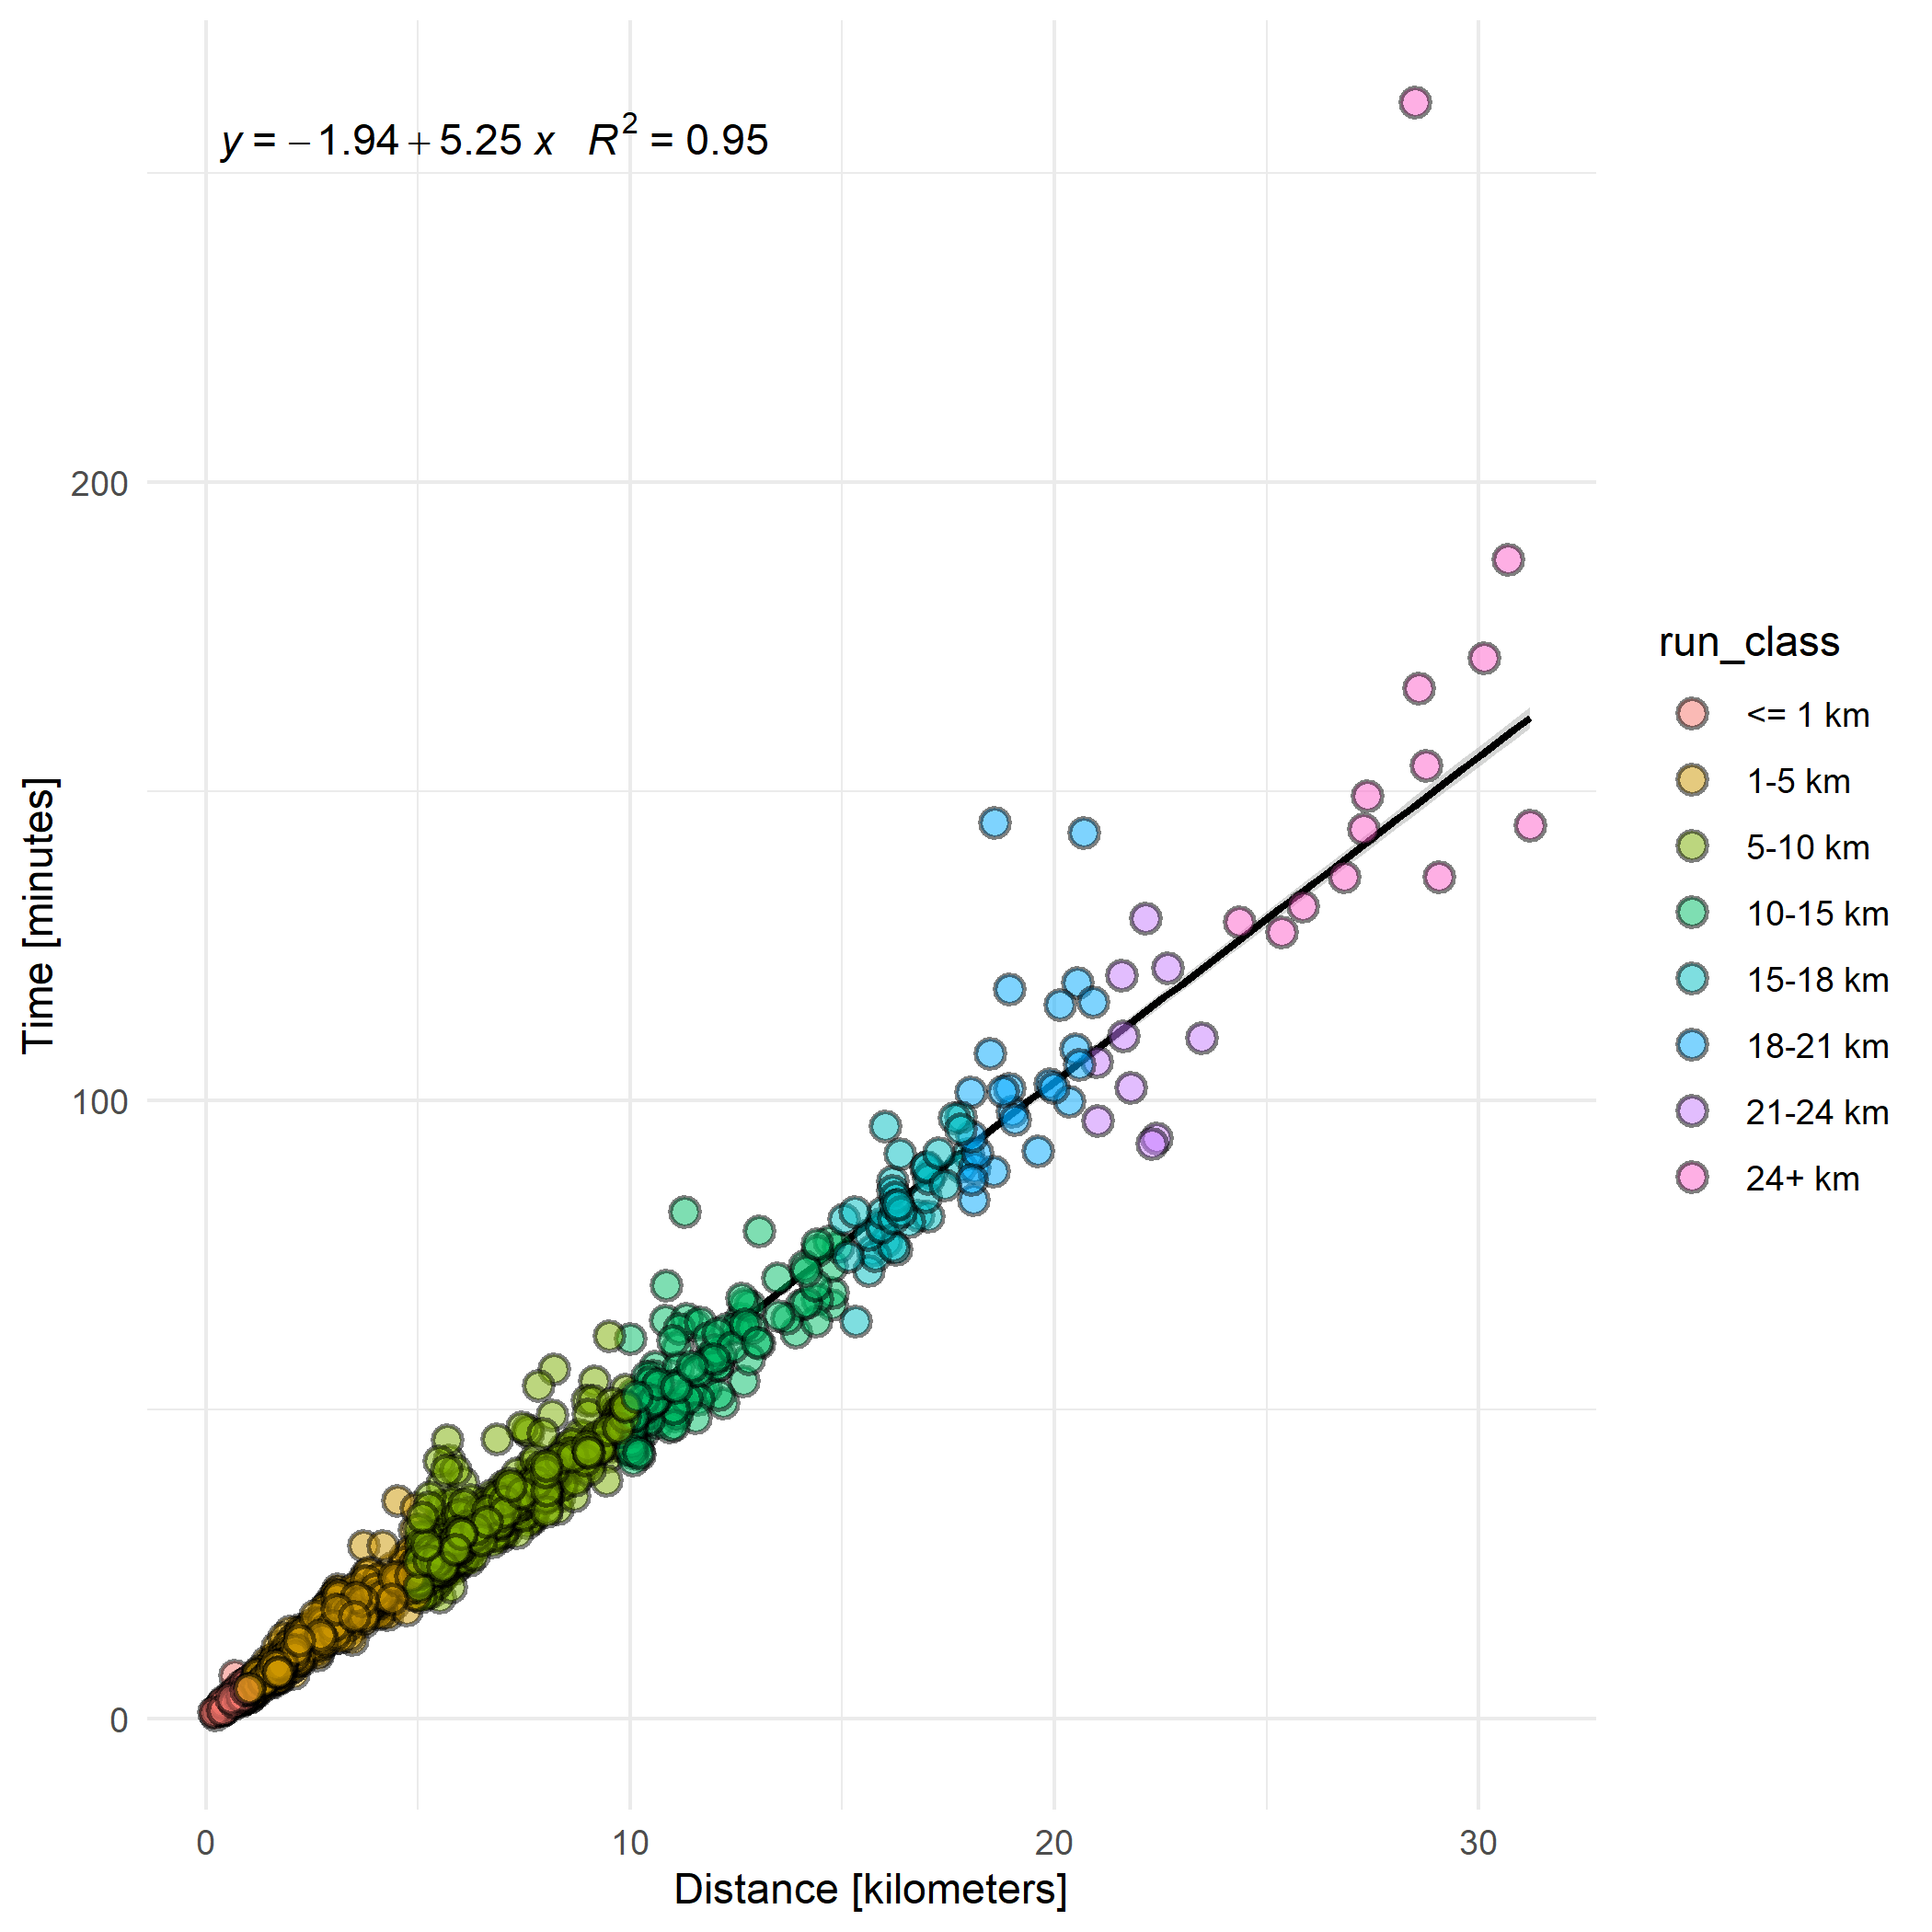 y = −1.94 + 5.25 x R² = 0.95
200
100
0
Time [minutes]
0 10 20 30
Distance [kilometers]
run_class
<= 1 km
1-5 km
5-10 km
10-15 km
15-18 km
18-21 km
21-24 km
24+ km